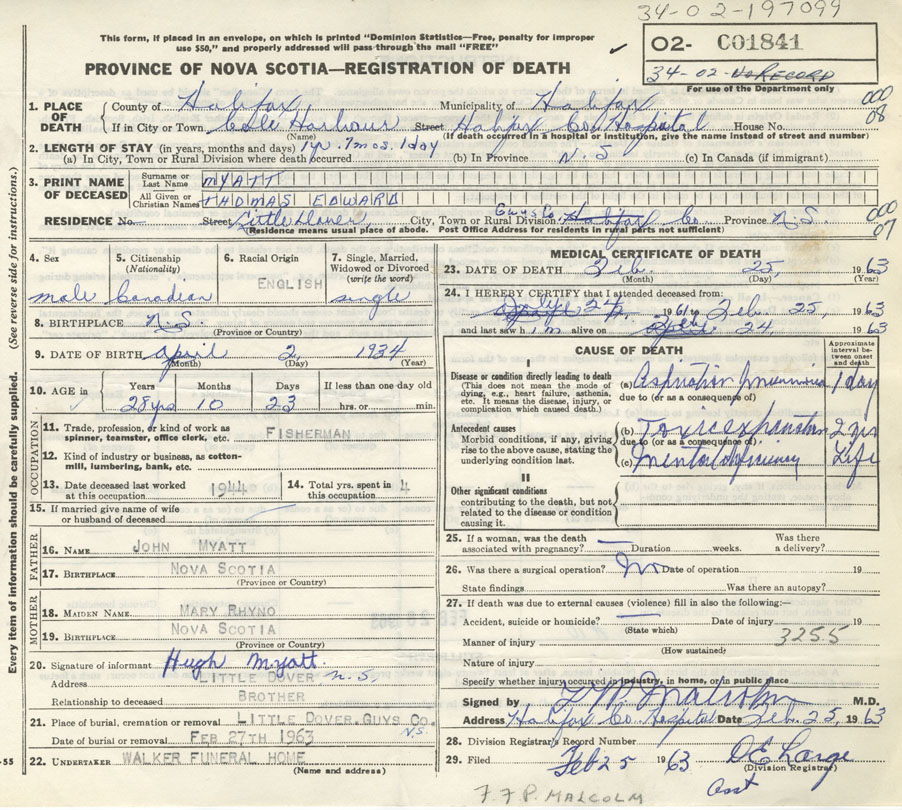 34-02-197099
This form, if placed in an envelope, on which is printed "Dominion Statistics—Free, penalty for improper
use $50," and properly addressed will pass through the mail "FREE"
✓ 02- C01841
PROVINCE OF NOVA SCOTIA—REGISTRATION OF DEATH
34-02-
For use of the Department only
000
08
1. PLACE OF DEATH County of Halifax Municipality of Halifax
If in City or Town Cole Harbour Street Halifax Co. Hospital House No.
(Name) (If death occurred in a hospital or institution, give the name instead of street and number)
2. LENGTH OF STAY (in years, months and days) 1yr. 7mos. 1day
(a) In City, Town or Rural Division where death occurred (b) In Province N. S (c) In Canada (if immigrant)
3. PRINT NAME OF DECEASED
Surname or Last Name MYATT
All Given or Christian Names THOMAS EDWARD
RESIDENCE No. Street Little Dover City, Town or Rural Division Guys Co Halifax Co Province N.S.
000
07
(Residence means usual place of abode. Post Office Address for residents in rural parts not sufficient)
4. Sex male
5. Citizenship (Nationality) Canadian
6. Racial Origin ENGLISH
7. Single, Married, Widowed or Divorced (write the word) single
8. BIRTHPLACE N.S.
(Province or Country)
9. DATE OF BIRTH April 2, 1934
(Month) (Day) (Year)
10. AGE in Years Months Days If less than one day old
28yrs 10 23 hrs. or min.
OCCUPATION
11. Trade, profession, or kind of work as
spinner, teamster, office clerk, etc. FISHERMAN
12. Kind of industry or business, as cotton-
mill, lumbering, bank, etc.
13. Date deceased last worked
at this occupation 1944
14. Total yrs. spent in
this occupation 4
15. If married give name of wife
or husband of deceased
FATHER
16. NAME JOHN MYATT
17. BIRTHPLACE NOVA SCOTIA
(Province or Country)
MOTHER
18. MAIDEN NAME MARY RHYNO
19. BIRTHPLACE NOVA SCOTIA
(Province or Country)
20. Signature of informant Hugh Myatt.
Address LITTLE DOVER N.S.
Relationship to deceased BROTHER
21. Place of burial, cremation or removal LITTLE DOVER.GUYS CO. N.S.
Date of burial or removal FEB 27TH 1963
22. UNDERTAKER WALKER FUNERAL HOME
(Name and address)
MEDICAL CERTIFICATE OF DEATH
23. DATE OF DEATH Feb. 25, 1963
(Month) (Day) (Year)
24. I HEREBY CERTIFY that I attended deceased from:
24, 1961 to Feb. 25, 1963
and last saw him alive on 24, 1963
CAUSE OF DEATH
Approximate interval between onset and death
I
Disease or condition directly leading to death
(This does not mean the mode of
dying, e.g., heart failure, asthenia,
etc. It means the disease, injury, or
complication which caused death.)
(a) Aspiration Pneumonia 1 day
due to (or as a consequence of)
Antecedent causes
Morbid conditions, if any, giving
rise to the above cause, stating the
underlying condition last.
(b) Toxic exhaustion 2 yrs
due to (or as a consequence of)
(c) Mental deficiency Life
II
Other significant conditions
contributing to the death, but not
related to the disease or condition
causing it.
25. If a woman, was the death
associated with pregnancy? Duration weeks. Was there
a delivery?
26. Was there a surgical operation? No Date of operation 19
State findings Was there an autopsy?
27. If death was due to external causes (violence) fill in also the following:—
Accident, suicide or homicide? Date of injury 19
(State which)
Manner of injury 3255
(How sustained)
Nature of injury
Specify whether injury occurred in industry, in home, or in public place
Signed by F.F.P. Malcolm M.D.
Address Halifax Co. Hospital Date Feb. 25, 1963
28. Division Registrar's Record Number
29. Filed Feb 25 1963 D E Large
(Division Registrar)
Asst
F. F. P. MALCOLM
(See reverse side for instructions.)
Every item of information should be carefully supplied.
-55